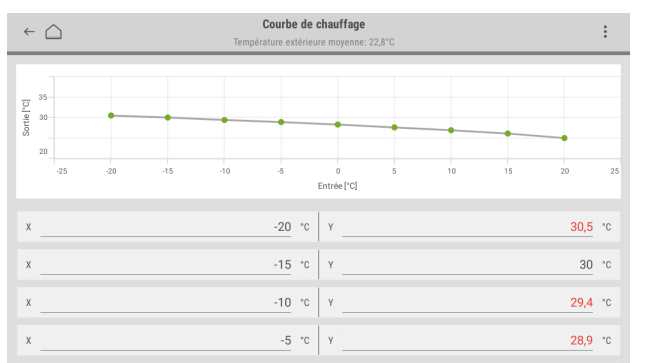 Courbe de chauffage
Température extérieure moyenne: 22,8°C
Sortie [°C]
35
30
20
-25 -20 -15 -10 -5 0 5 10 15 20 25
Entrée [°C]
X -20 °C Y 30,5 °C
X -15 °C Y 30 °C
X -10 °C Y 29,4 °C
X -5 °C Y 28,9 °C